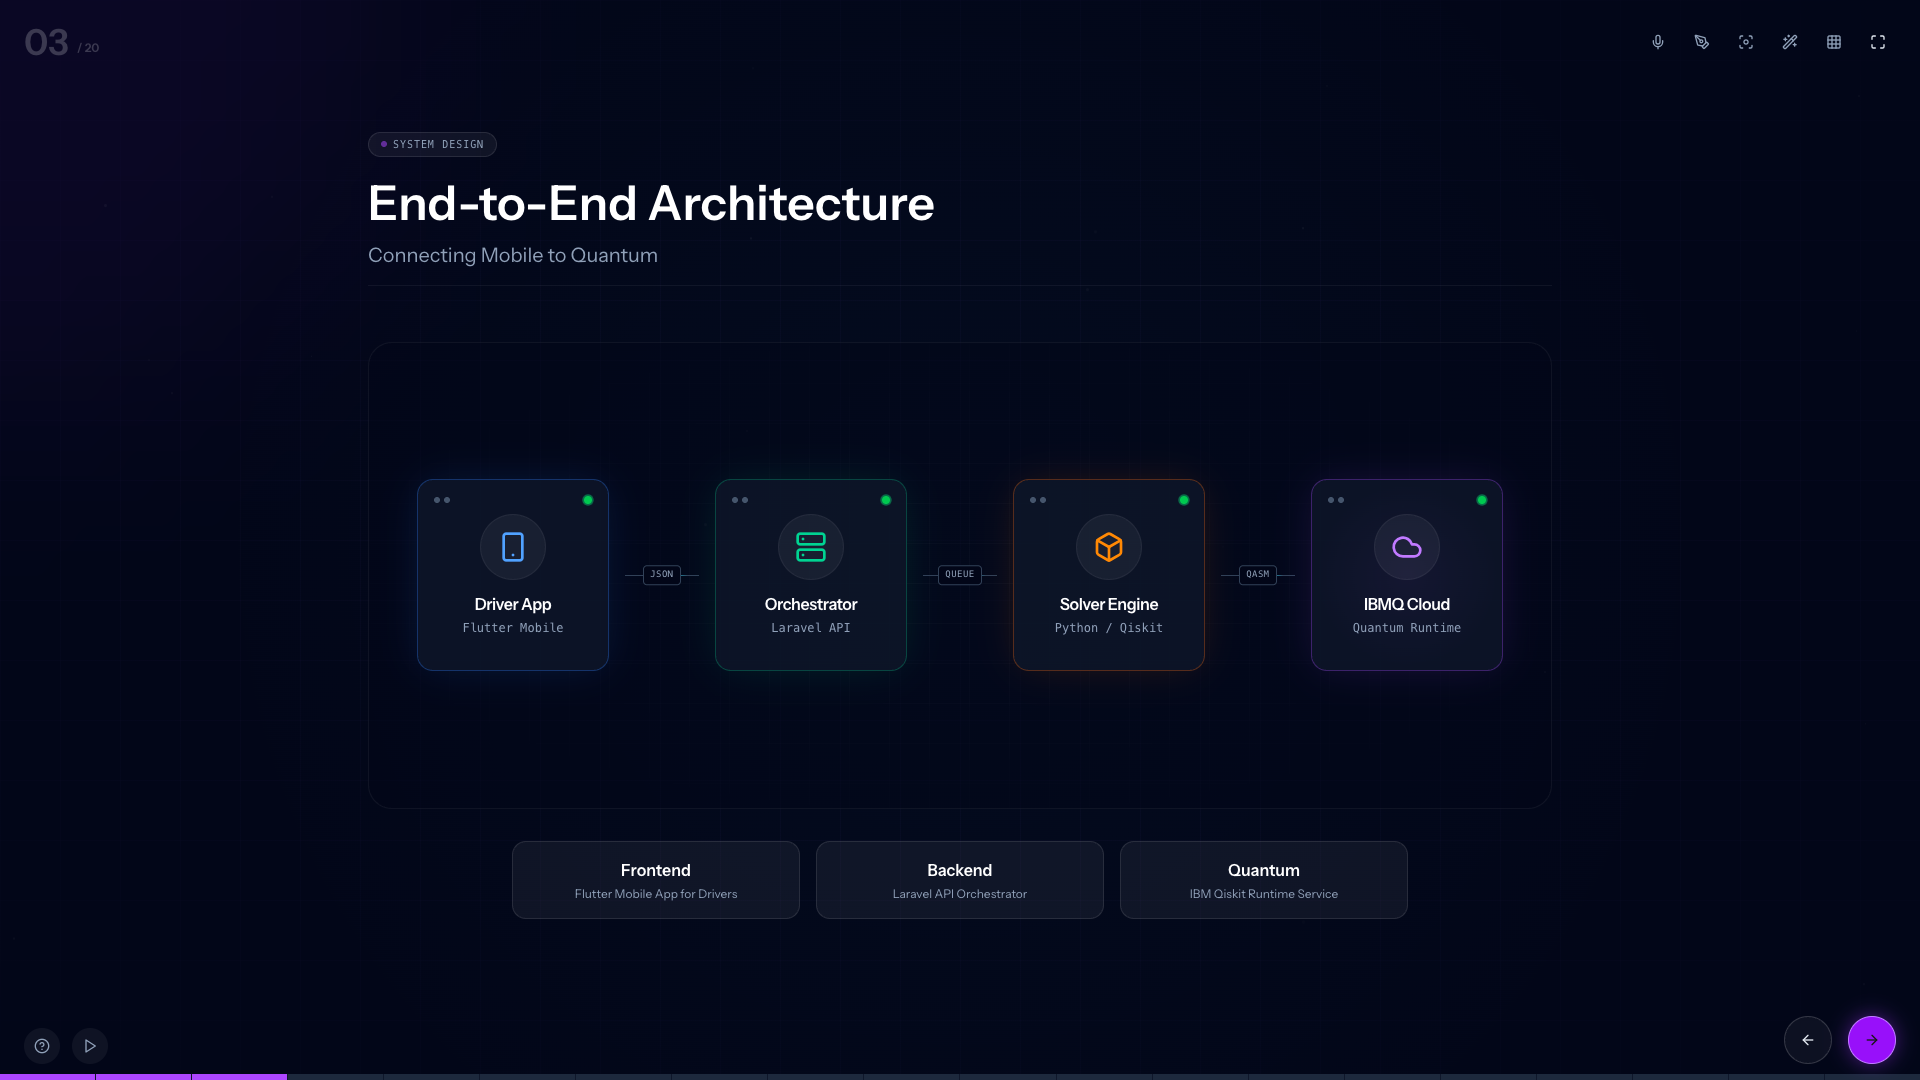 03 / 20
SYSTEM DESIGN
End-to-End Architecture
Connecting Mobile to Quantum
Driver App
Flutter Mobile
JSON
Orchestrator
Laravel API
QUEUE
Solver Engine
Python / Qiskit
QASM
IBMQ Cloud
Quantum Runtime
Frontend
Flutter Mobile App for Drivers
Backend
Laravel API Orchestrator
Quantum
IBM Qiskit Runtime Service